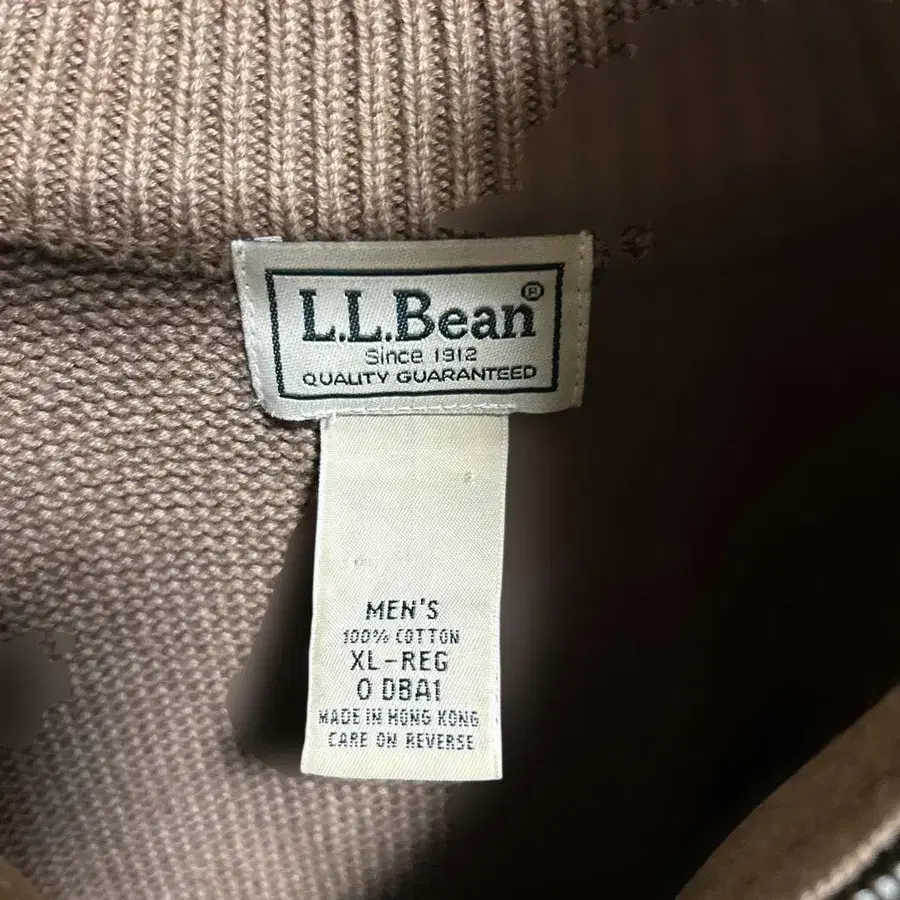 L.L.Bean®
Since 1912
QUALITY GUARANTEED
MEN'S
100% COTTON
XL-REG
0 DBA1
MADE IN HONG KONG
CARE ON REVERSE